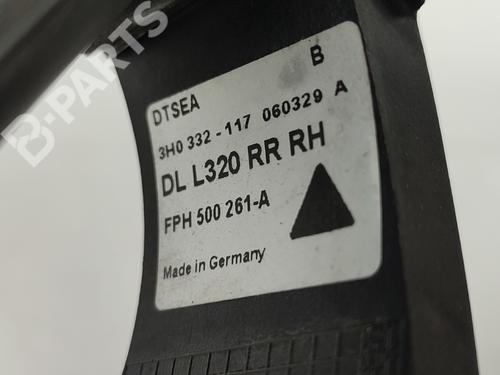 B-PARTS
DTSEA B
3H0 332 - 117 060329 A
DL L320 RR RH
FPH 500 261-A
Made in Germany